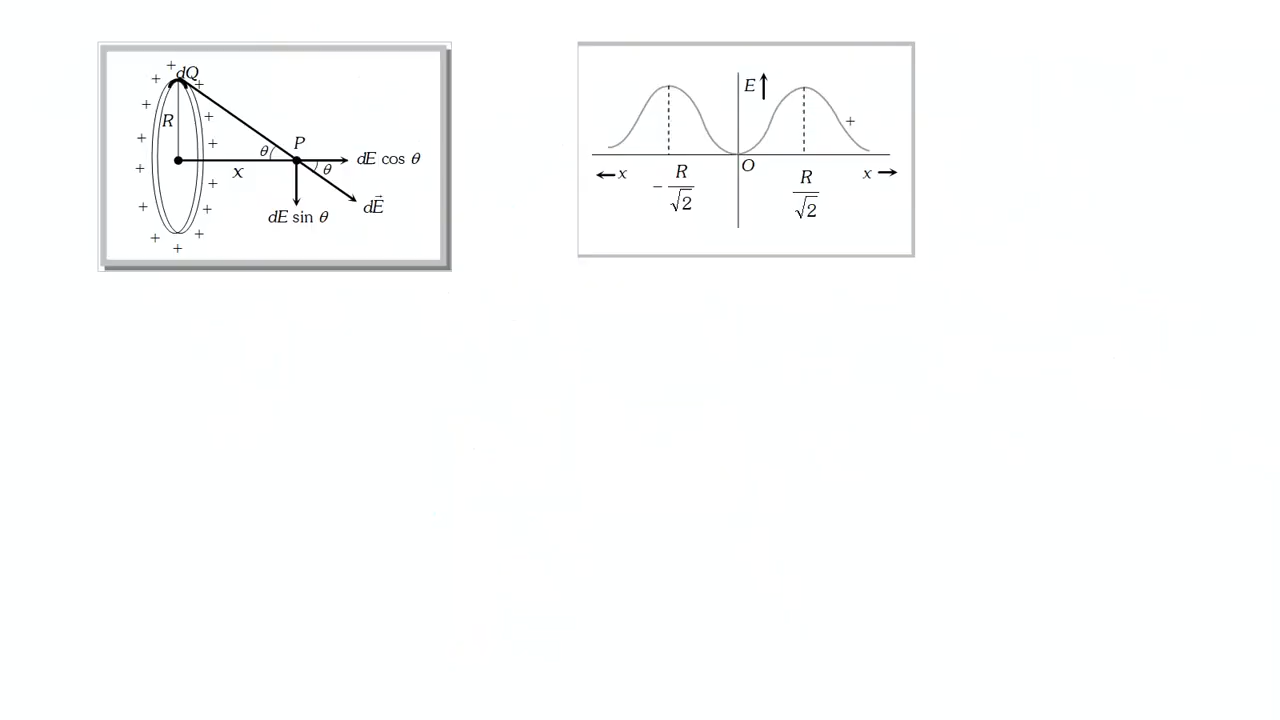 +
dQ
+
+
+
+
R
+
+
P
+
θ
dE cos θ
+
x
θ
+
+
dE⃗
+
dE sin θ
+
+
+
E
+
O
x
x
− R/√2
R/√2